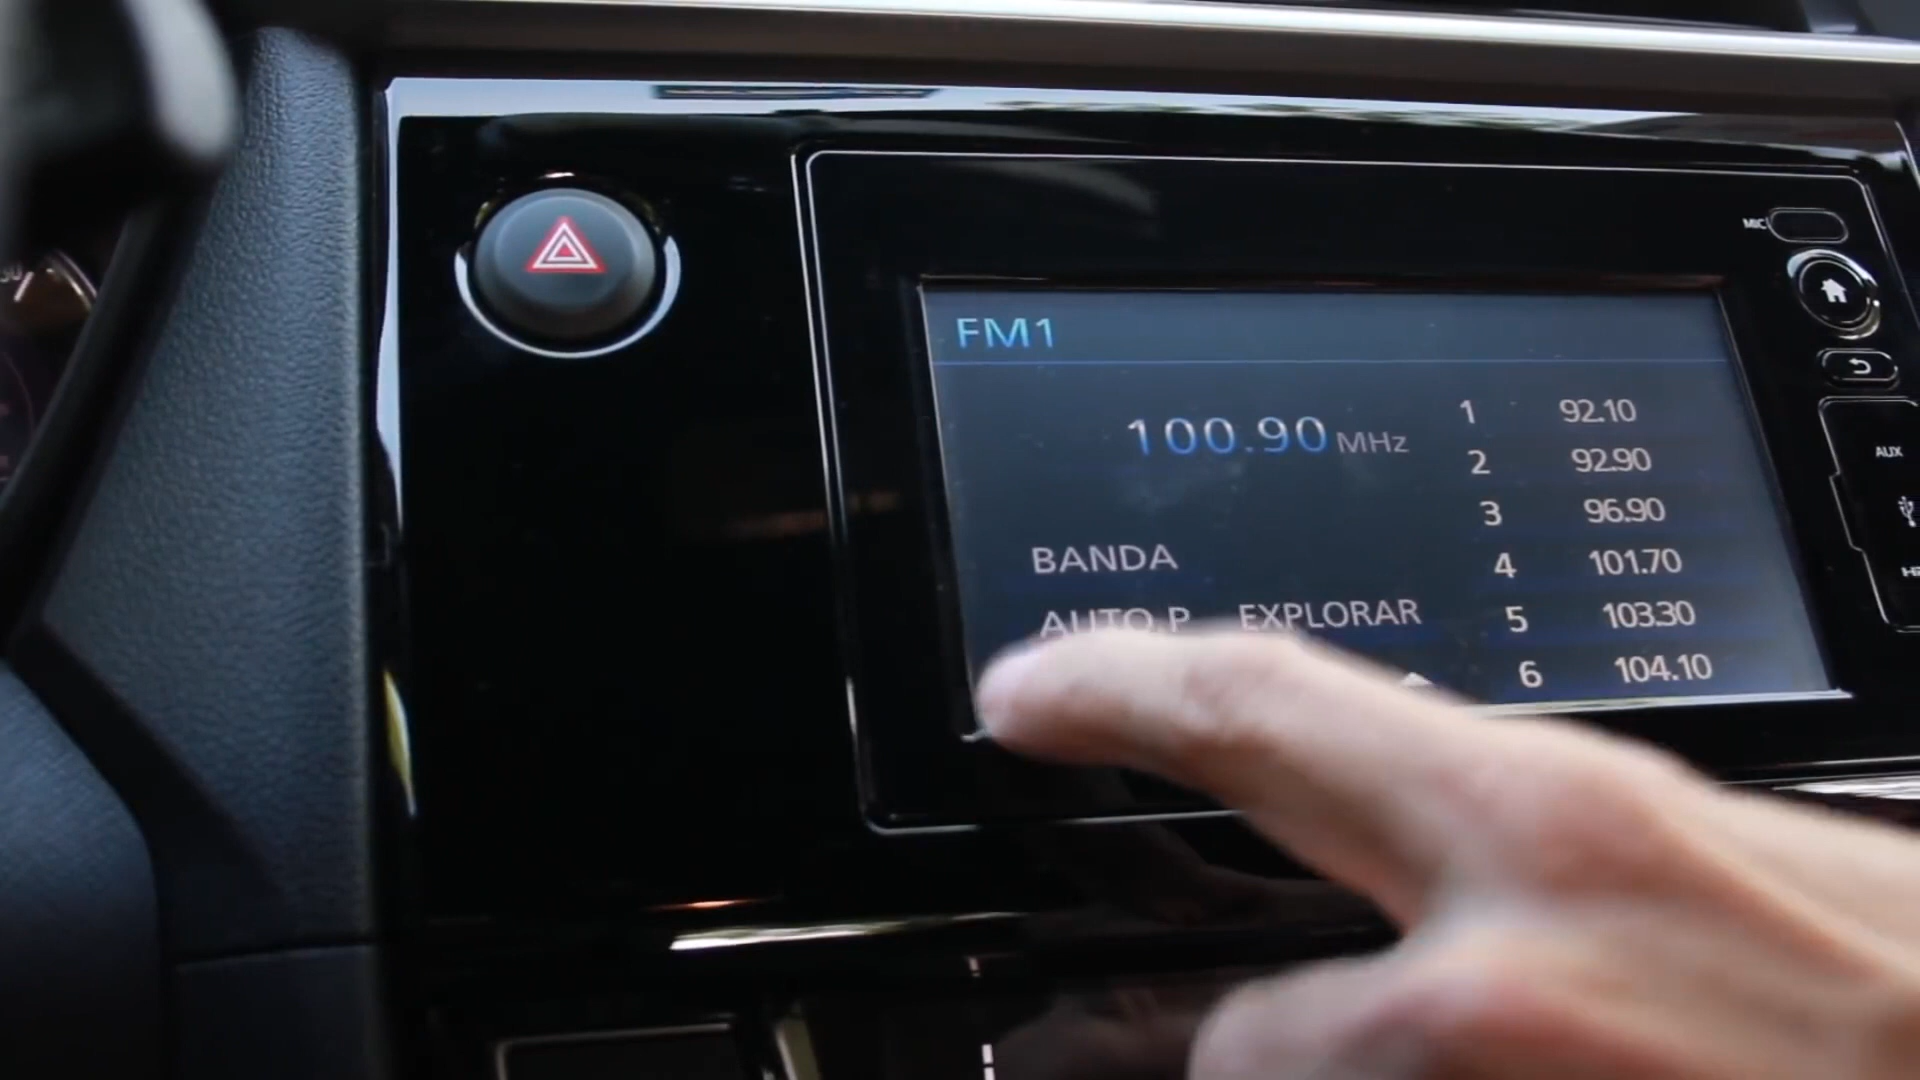 MIC
FM1
100.90 MHz
1 92.10
2 92.90
3 96.90
4 101.70
5 103.30
6 104.10
BANDA
AUTO.P EXPLORAR
AUX